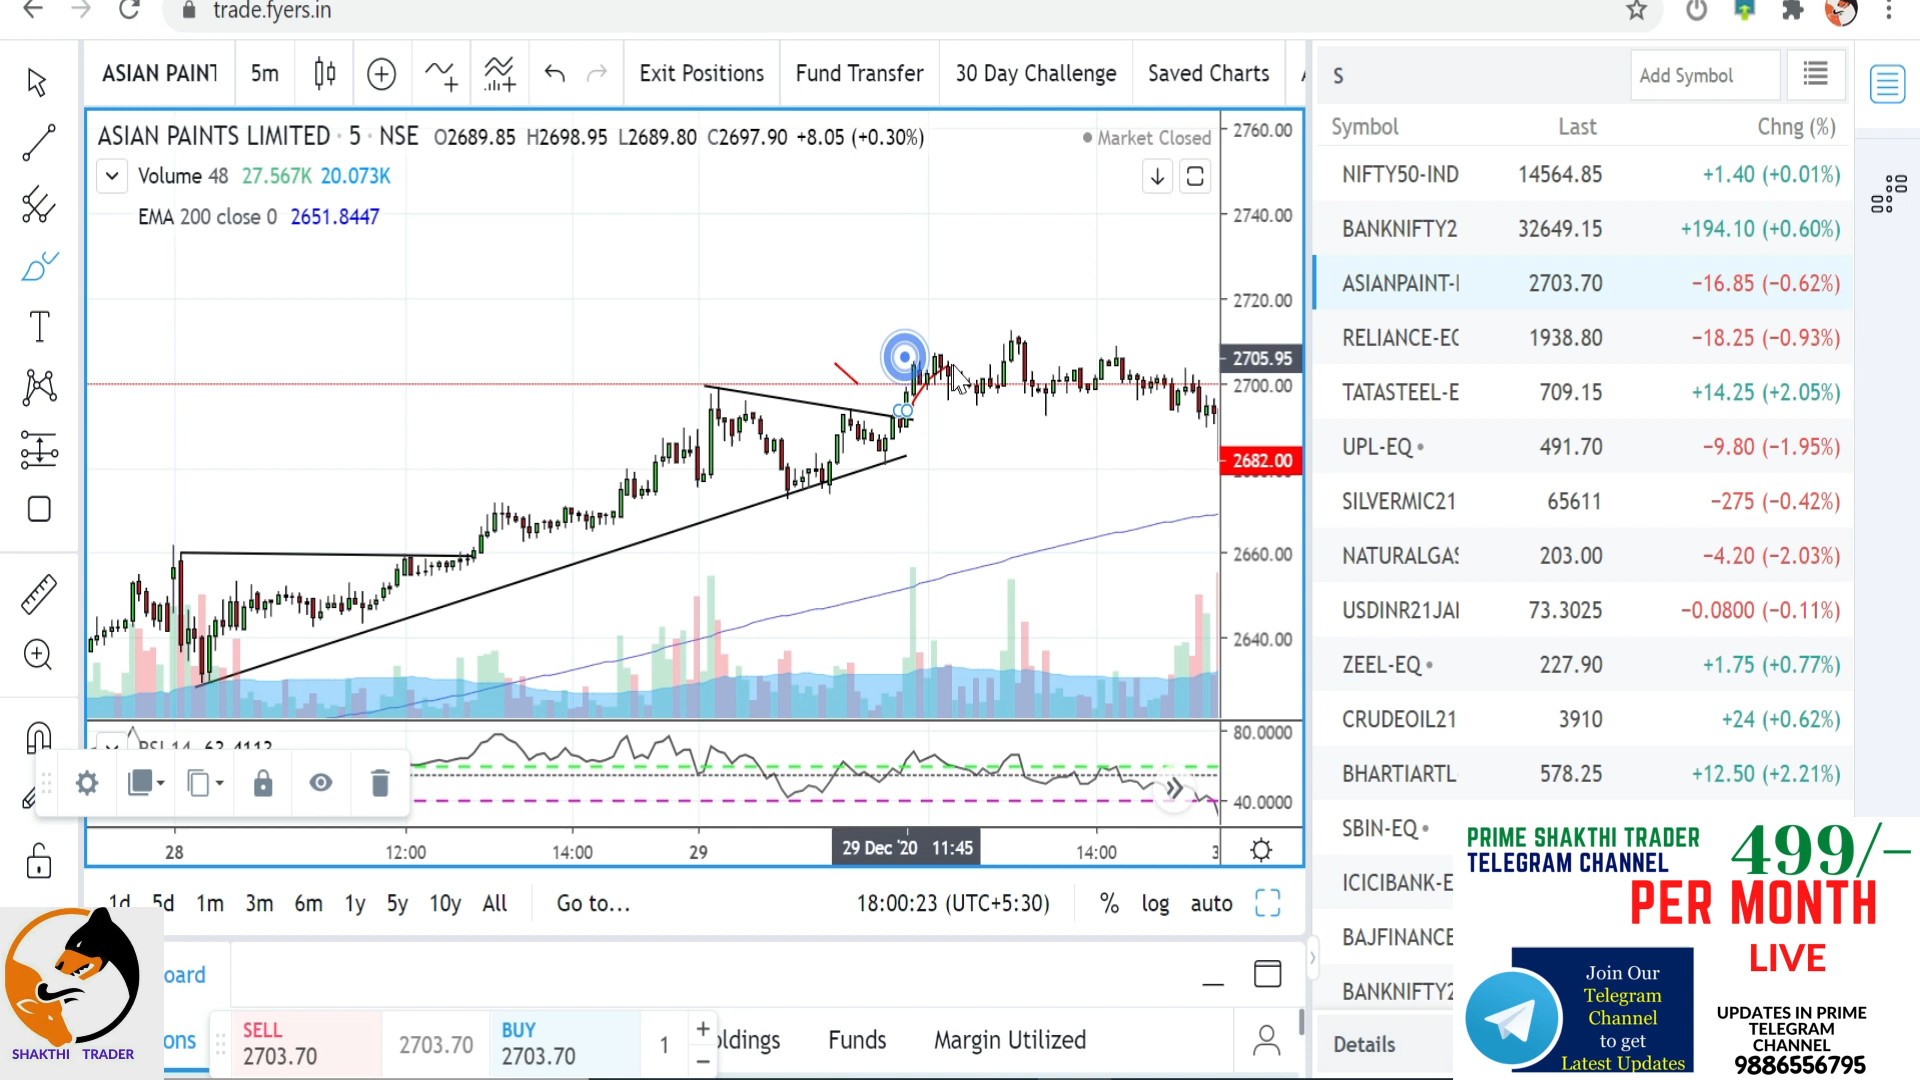 trade.fyers.in
ASIAN PAINT
5m
Exit Positions
Fund Transfer
30 Day Challenge
Saved Charts
S
Add Symbol
ASIAN PAINTS LIMITED · 5 · NSE O2689.85 H2698.95 L2689.80 C2697.90 +8.05 (+0.30%)
Market Closed
Volume 48 27.567K 20.073K
EMA 200 close 0 2651.8447
2760.00
2740.00
2720.00
2705.95
2700.00
2682.00
2660.00
2640.00
RSI 14 63.4113
80.0000
40.0000
28
12:00
14:00
29
29 Dec '20 11:45
14:00
3
1d 5d 1m 3m 6m 1y 5y 10y All
Go to...
18:00:23 (UTC+5:30)
% log auto
oard
ons
SELL
2703.70
2703.70
BUY
2703.70
1
oldings
Funds
Margin Utilized
Symbol Last Chng (%)
NIFTY50-IND 14564.85 +1.40 (+0.01%)
BANKNIFTY2 32649.15 +194.10 (+0.60%)
ASIANPAINT- 2703.70 −16.85 (−0.62%)
RELIANCE-EQ 1938.80 −18.25 (−0.93%)
TATASTEEL-E 709.15 +14.25 (+2.05%)
UPL-EQ 491.70 −9.80 (−1.95%)
SILVERMIC21 65611 −275 (−0.42%)
NATURALGAS 203.00 −4.20 (−2.03%)
USDINR21JAN 73.3025 −0.0800 (−0.11%)
ZEEL-EQ 227.90 +1.75 (+0.77%)
CRUDEOIL21 3910 +24 (+0.62%)
BHARTIARTL- 578.25 +12.50 (+2.21%)
SBIN-EQ
ICICIBANK-E
BAJFINANCE
BANKNIFTY2
Details
PRIME SHAKTHI TRADER
TELEGRAM CHANNEL
499/-
PER MONTH
LIVE
Join Our
Telegram
Channel
to get
Latest Updates
UPDATES IN PRIME
TELEGRAM
CHANNEL
9886556795
SHAKTHI TRADER